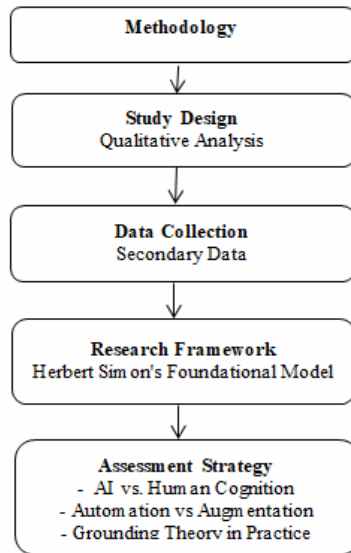 Methodology
Study Design
Qualitative Analysis
Data Collection
Secondary Data
Research Framework
Herbert Simon's Foundational Model
Assessment Strategy
- AI vs. Human Cognition
- Automation vs Augmentation
- Grounding Theory in Practice